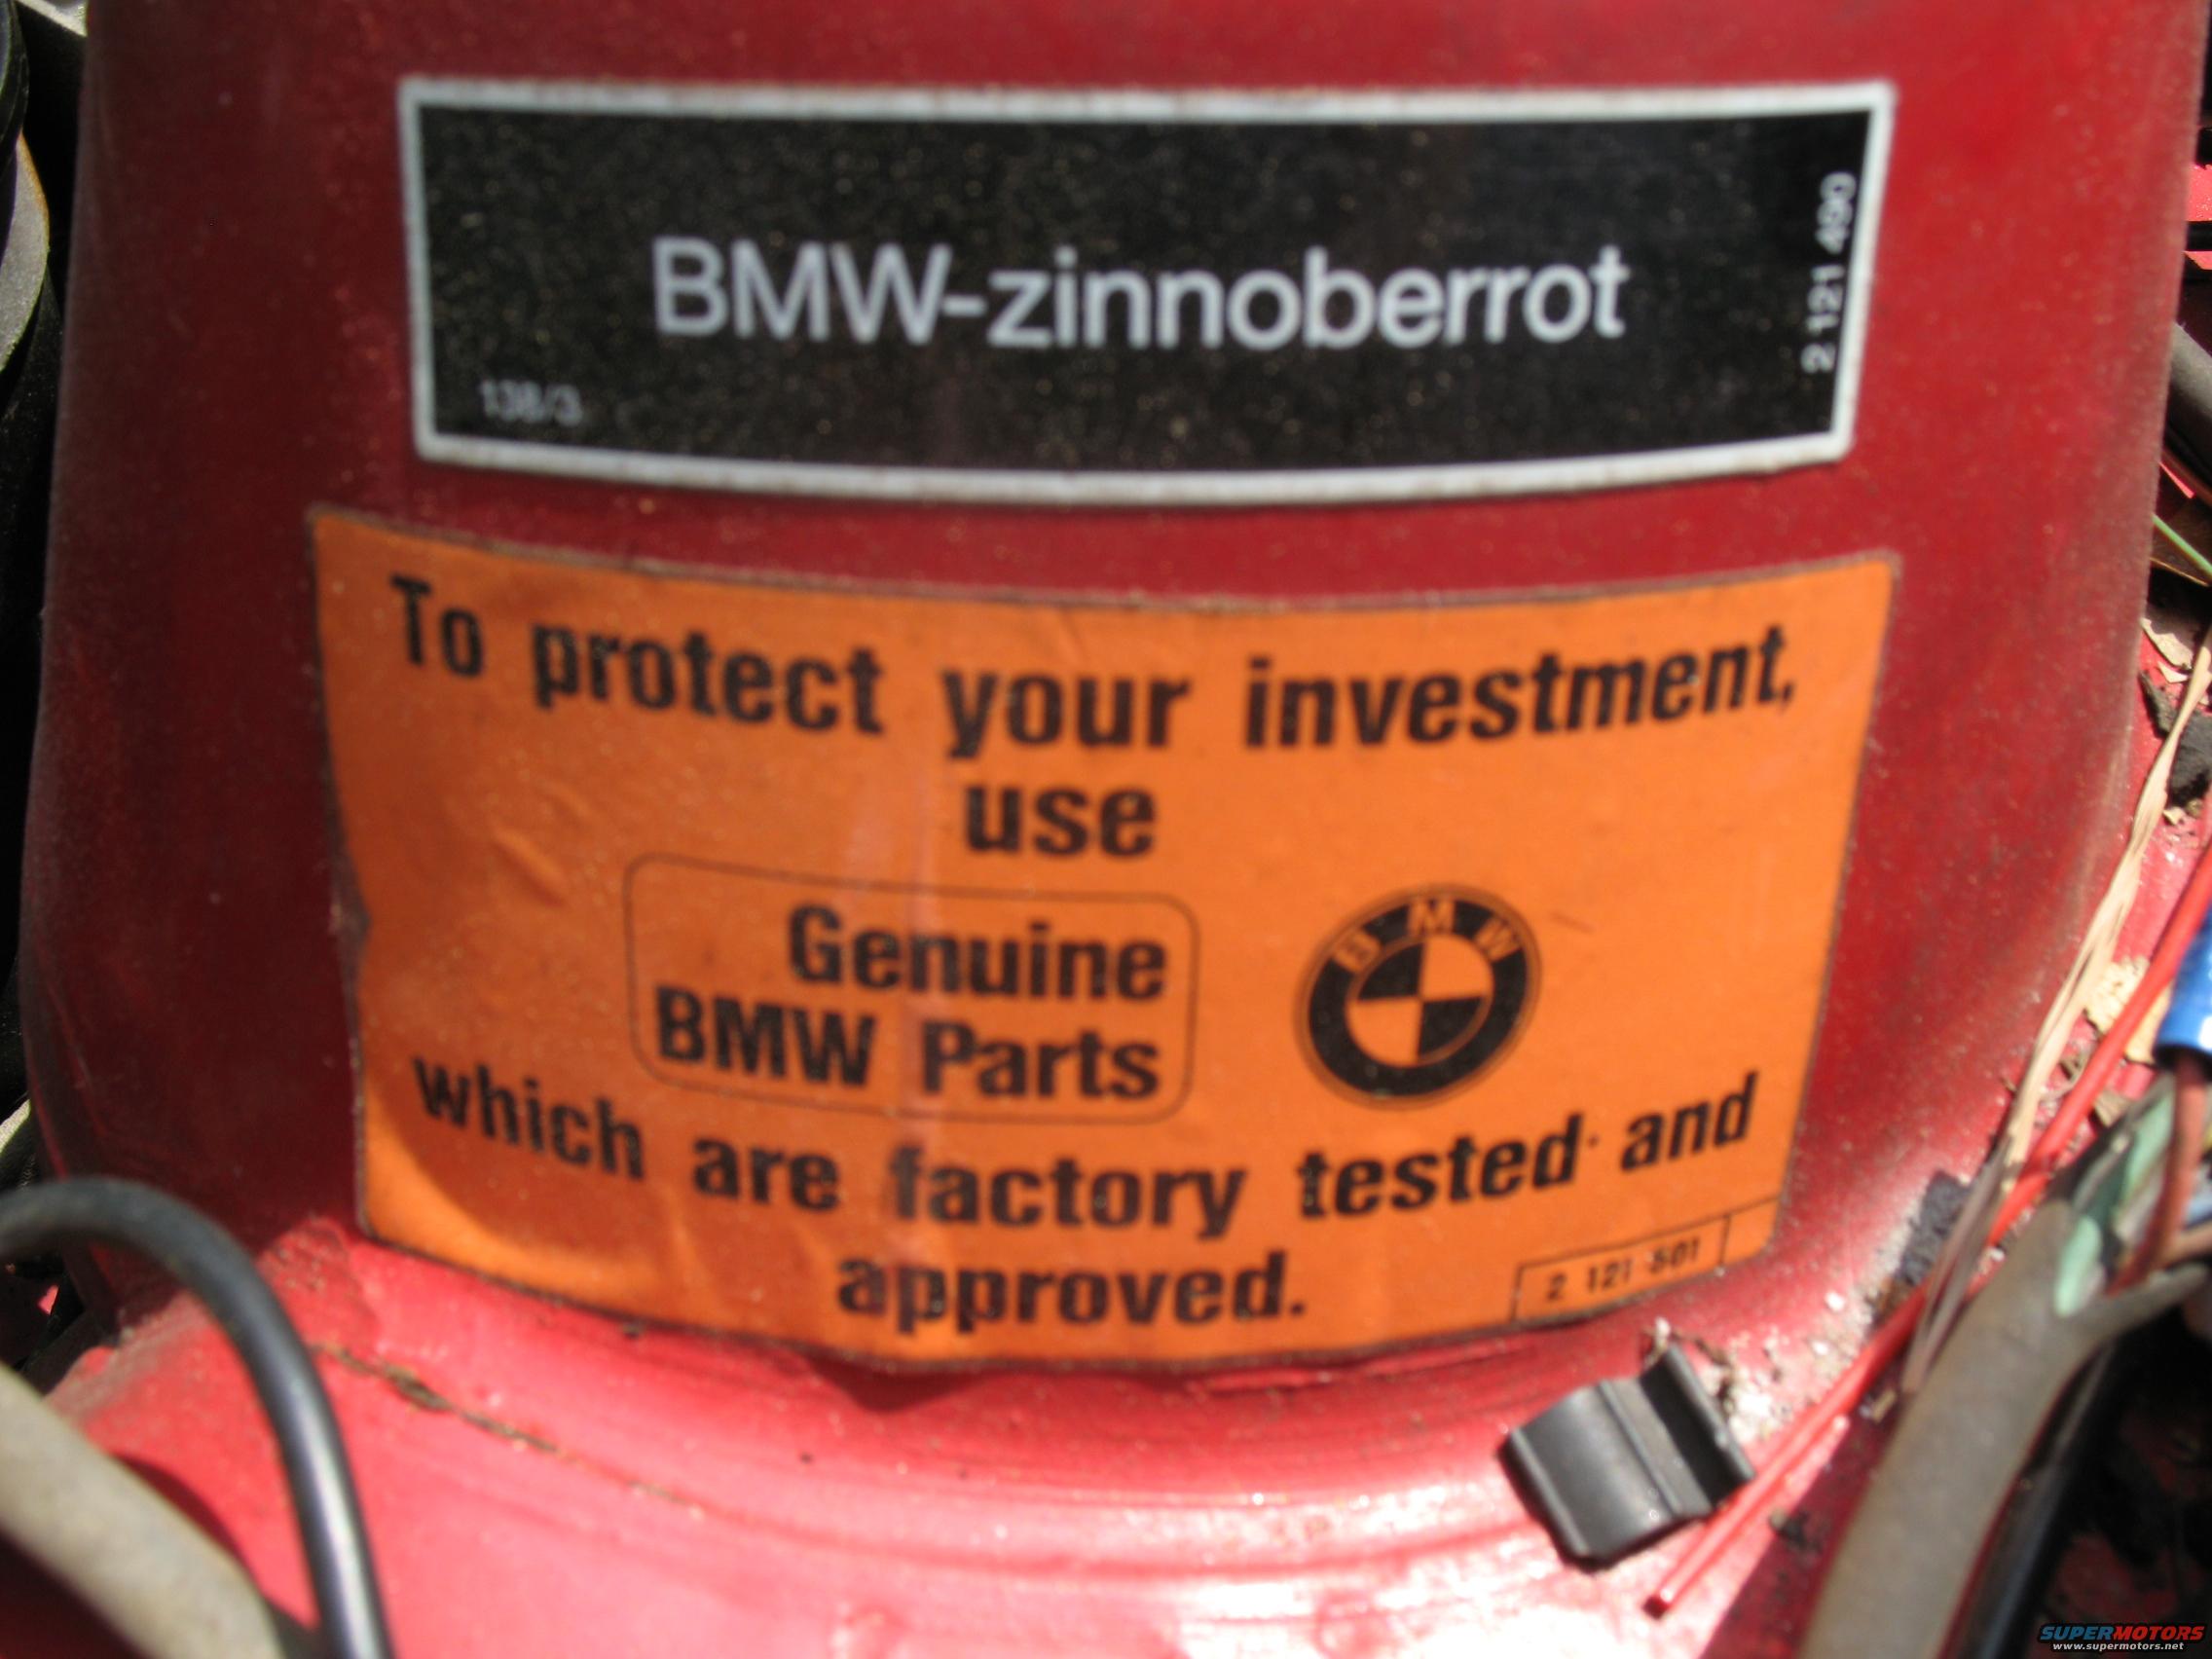 BMW-zinnoberrot
138/3
2 121 490
To protect your investment,
use
Genuine
BMW Parts
BMW
which are factory tested and
approved.
2 121 501
SUPERMOTORS
www.supermotors.net